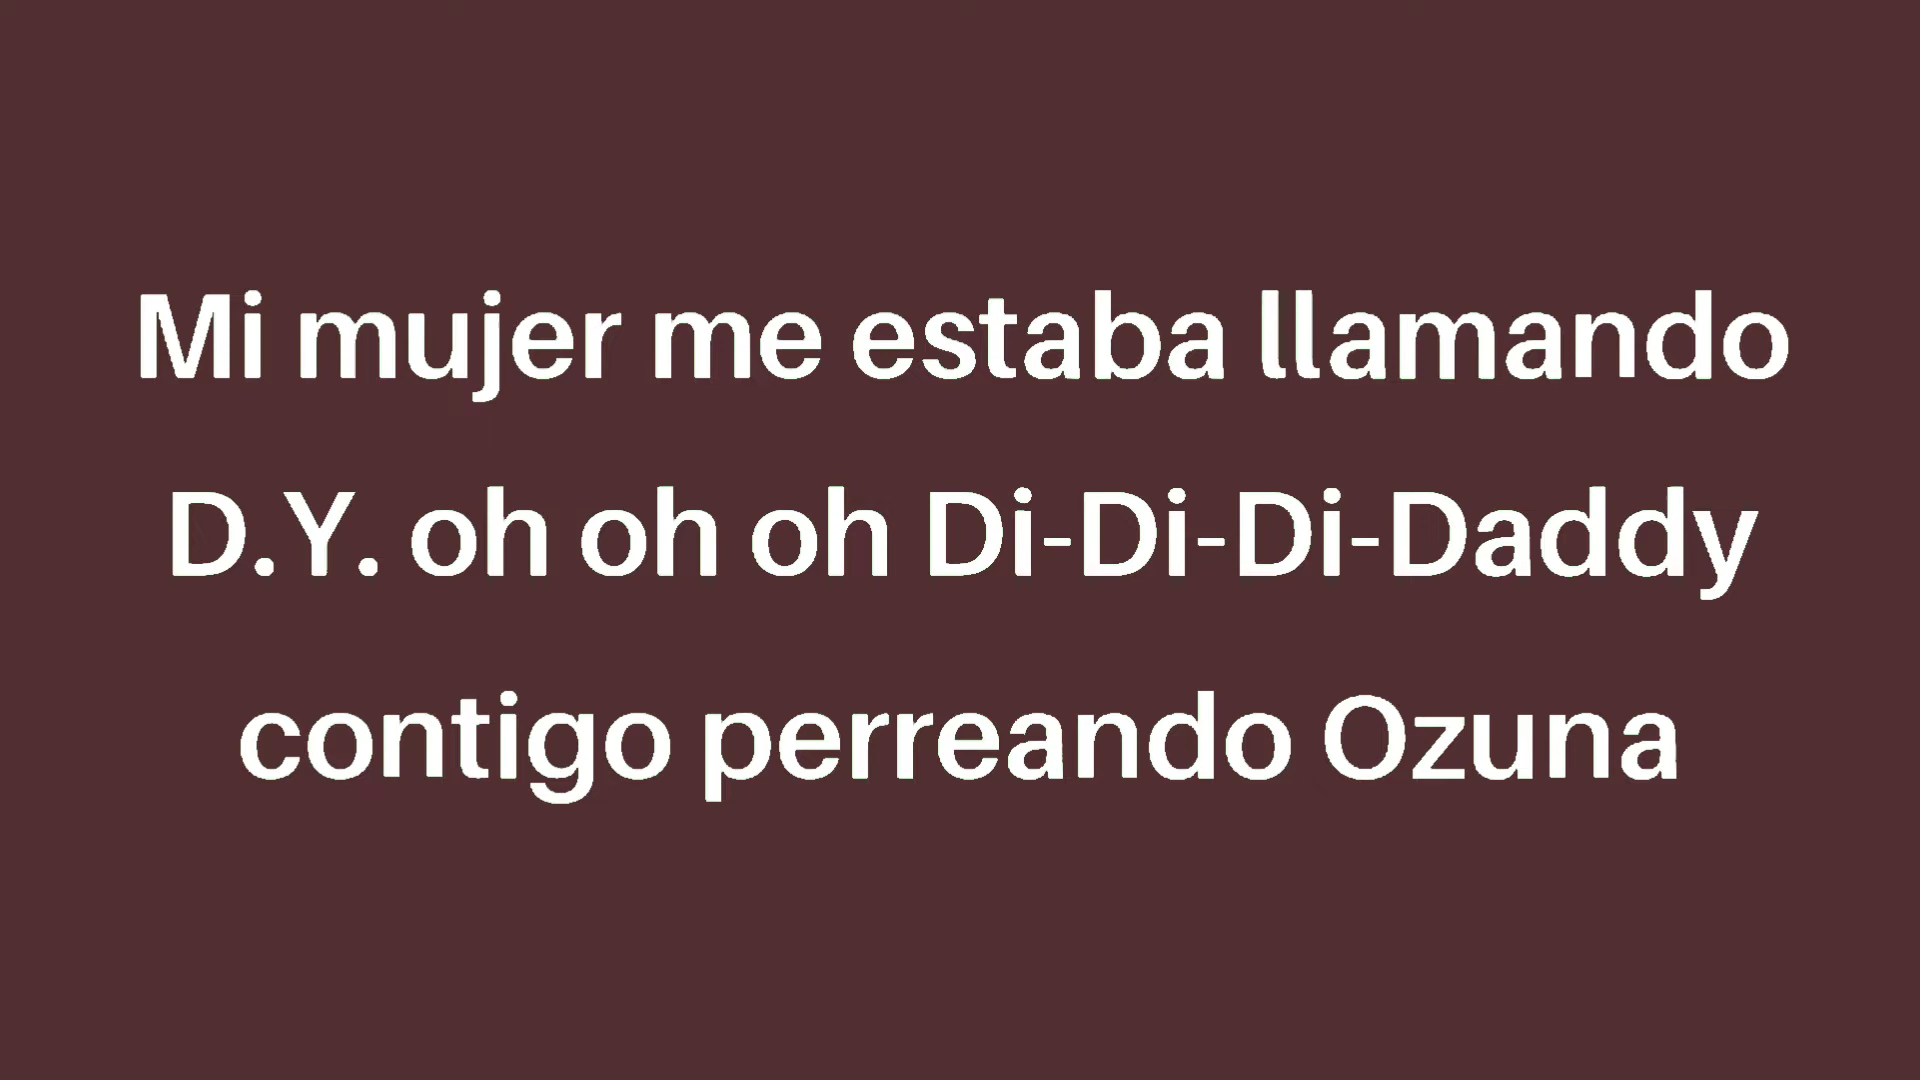 Mi mujer me estaba llamando
D.Y. oh oh oh Di-Di-Di-Daddy
contigo perreando Ozuna